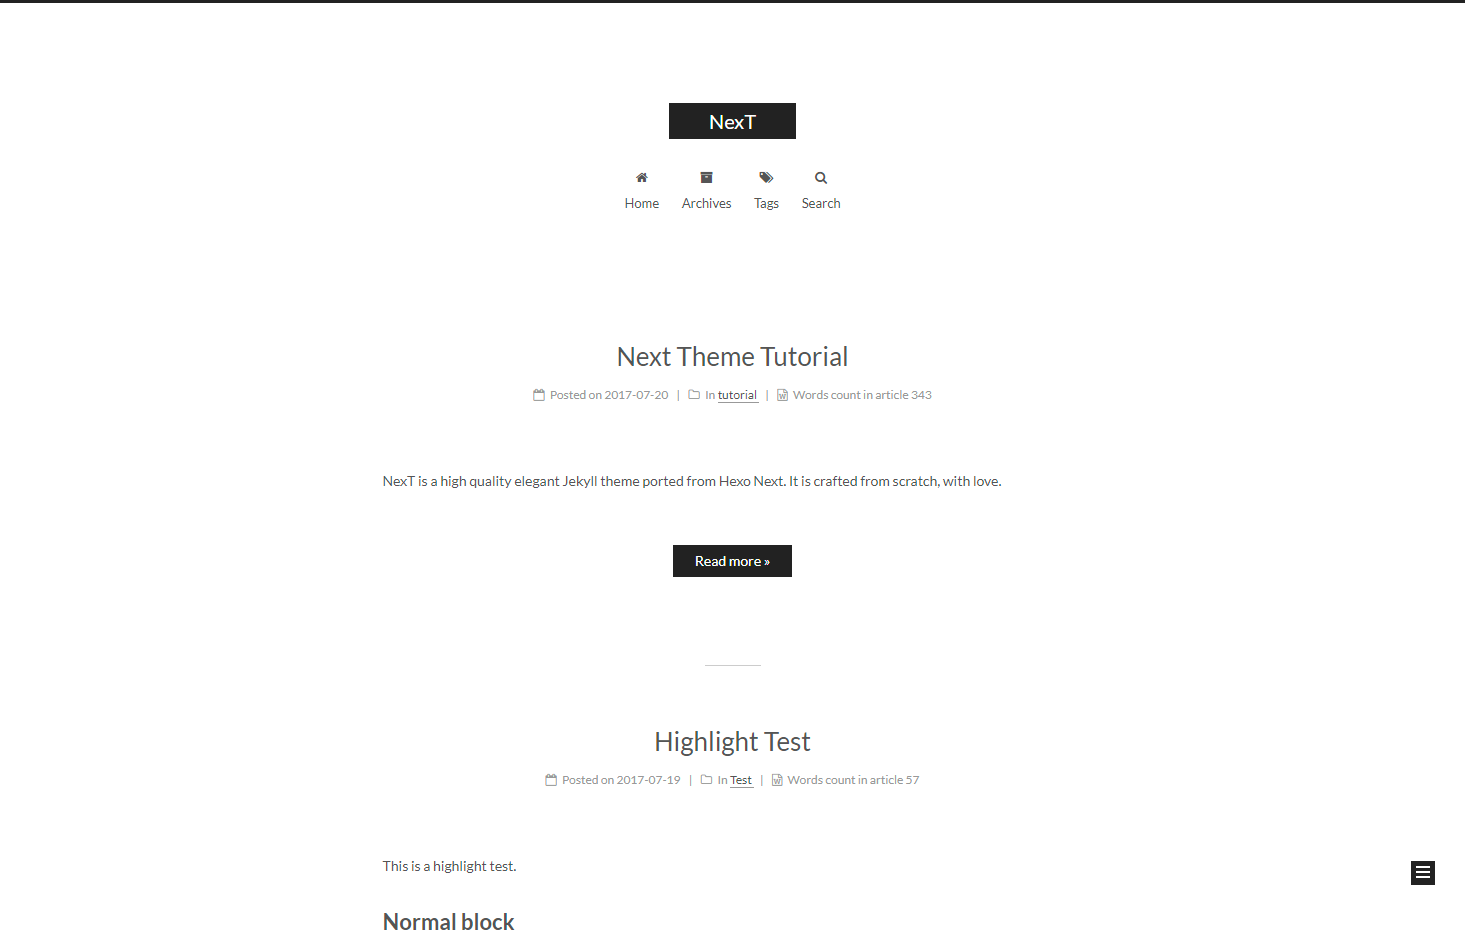 NexT
Home Archives Tags Search
Next Theme Tutorial
Posted on 2017-07-20 | In tutorial | Words count in article 343
NexT is a high quality elegant Jekyll theme ported from Hexo Next. It is crafted from scratch, with love.
Read more »
Highlight Test
Posted on 2017-07-19 | In Test | Words count in article 57
This is a highlight test.
Normal block